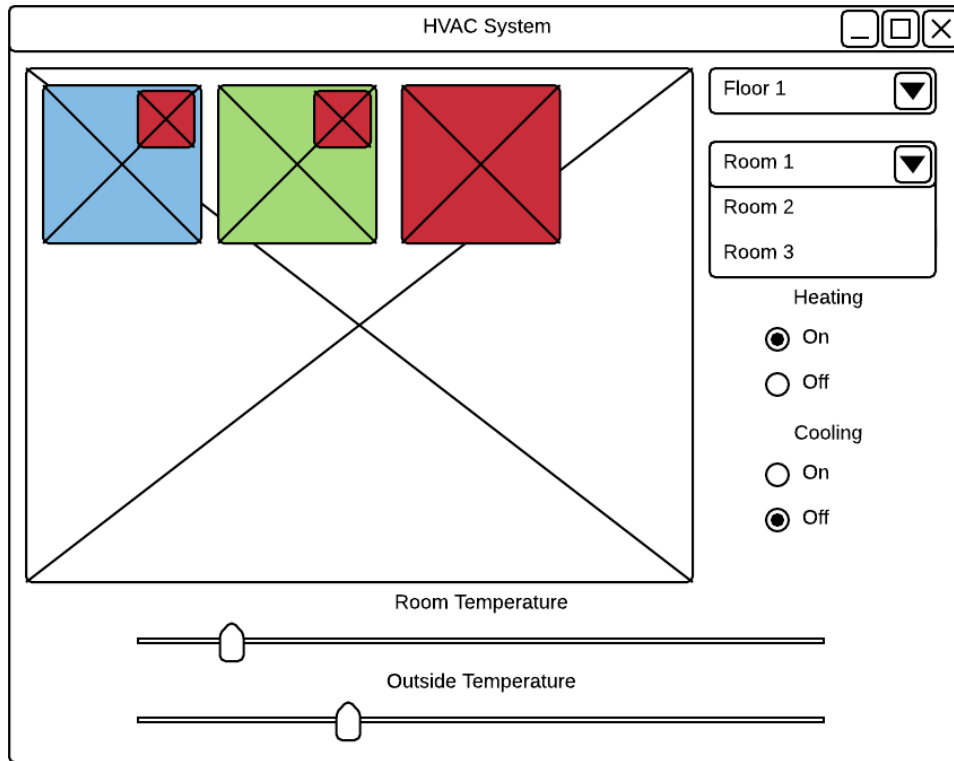 HVAC System
Floor 1
Room 1
Room 2
Room 3
Heating
On
Off
Cooling
On
Off
Room Temperature
Outside Temperature